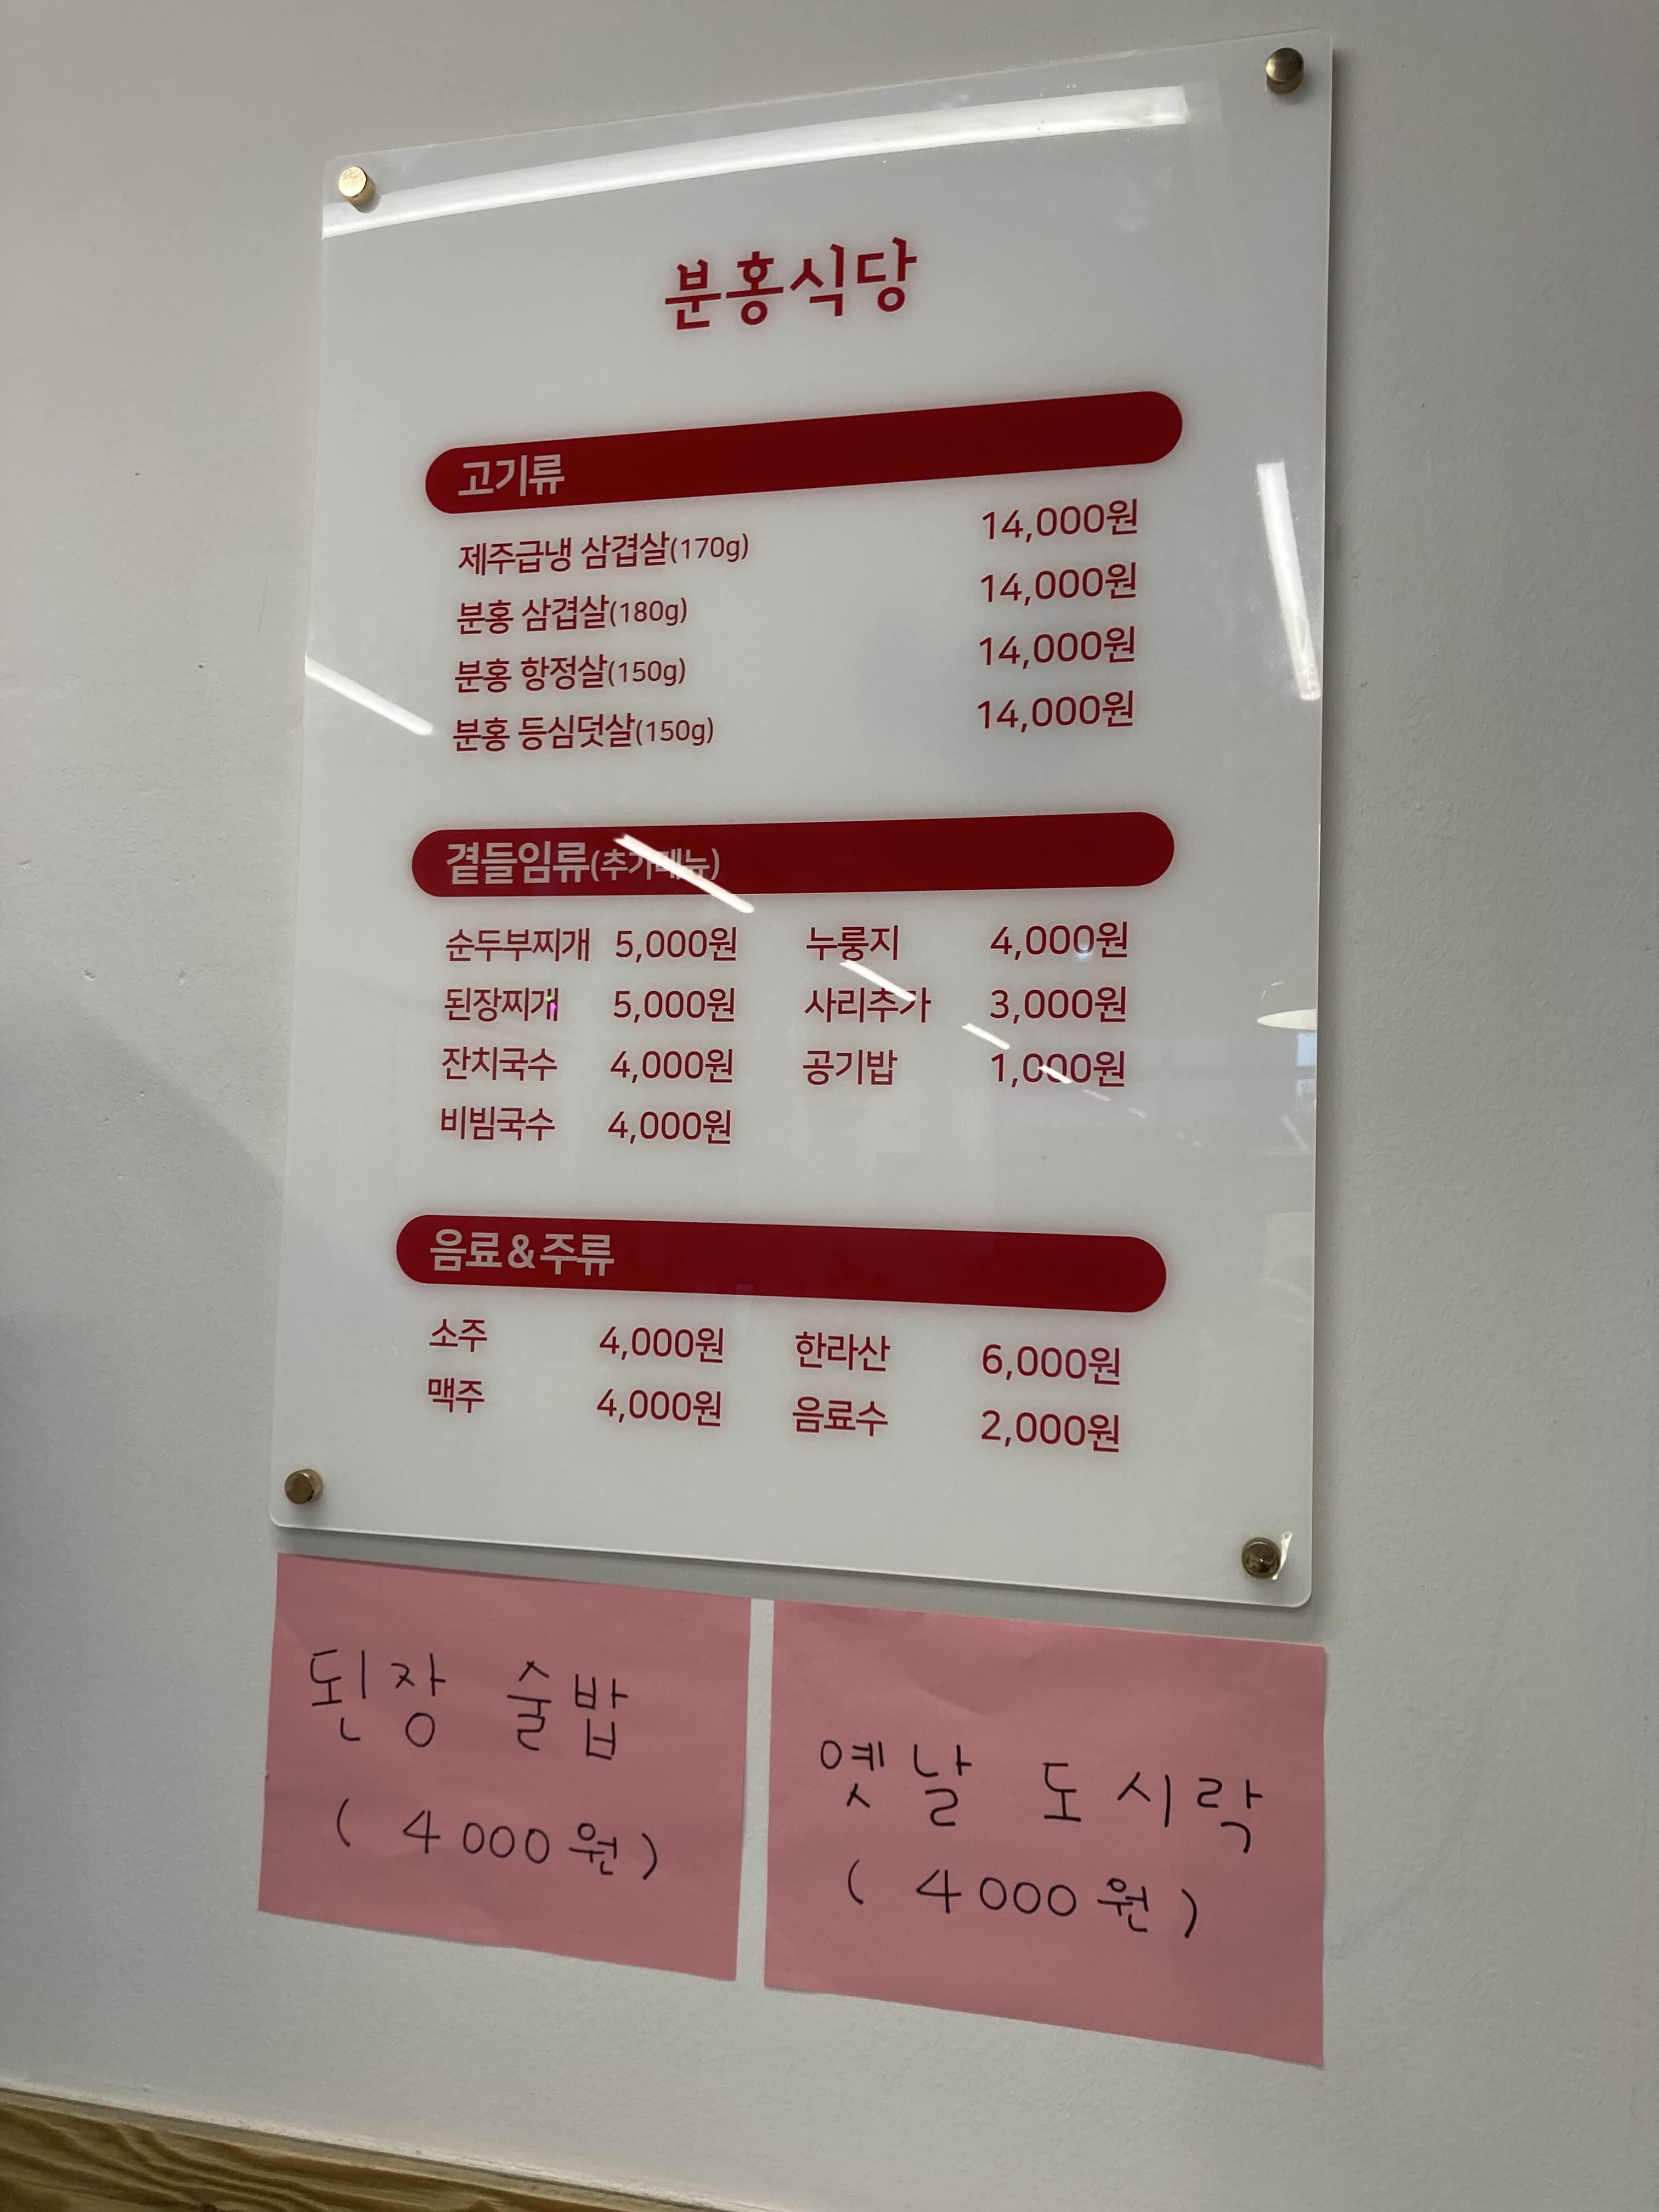 분홍식당
고기류
제주급냉 삼겹살(170g) 14,000원
분홍 삼겹살(180g) 14,000원
분홍 항정살(150g) 14,000원
분홍 등심덧살(150g) 14,000원
곁들임류(추가메뉴)
순두부찌개 5,000원 누룽지 4,000원
된장찌개 5,000원 사리추가 3,000원
잔치국수 4,000원 공기밥 1,000원
비빔국수 4,000원
음료&주류
소주 4,000원 한라산 6,000원
맥주 4,000원 음료수 2,000원
된장 술밥
(4000원)
옛날 도시락
(4000원)